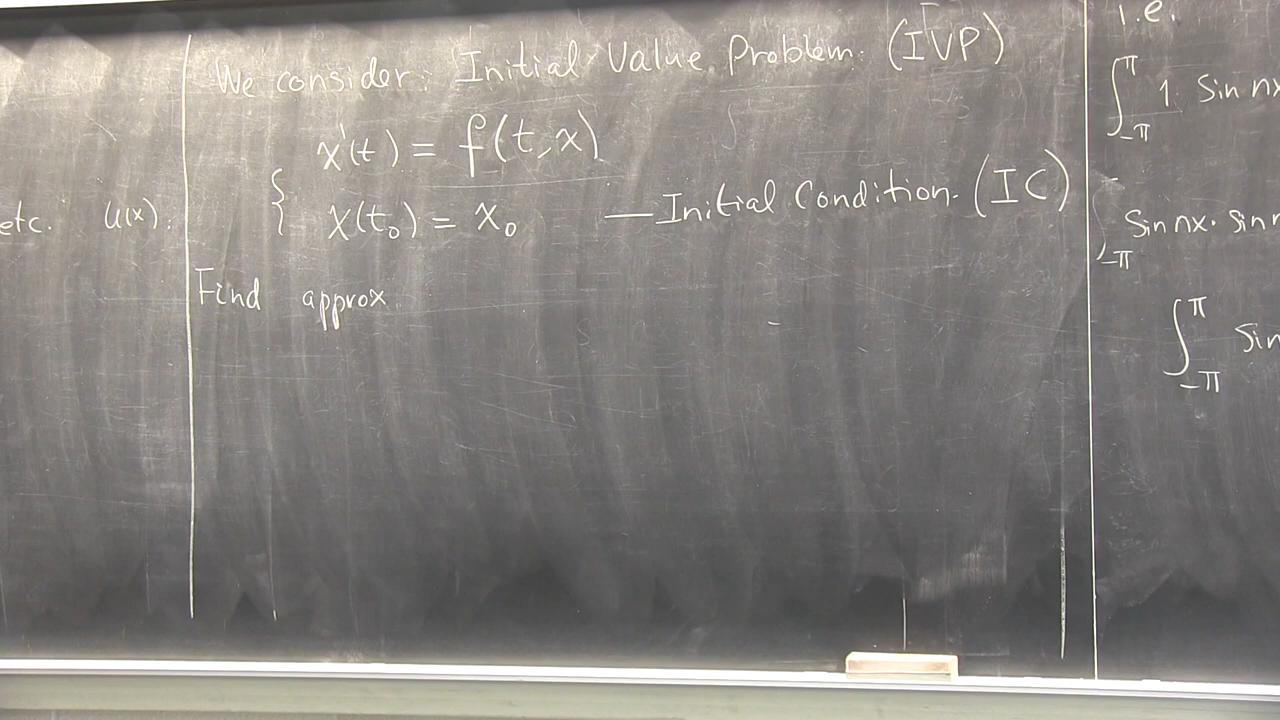 etc. u(x).
We consider: Initial Value Problem. (IVP)
x'(t) = f(t, x)
x(t₀) = x₀ — Initial Condition. (IC)
Find approx
i.e.
∫_{-π}^{π} 1. Sin nx
∫_{-π} Sin nx. Sin
∫_{-π}^{π} Sin